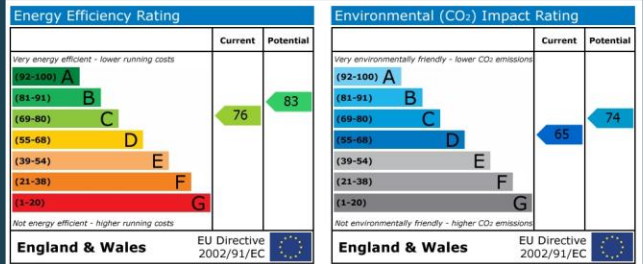 Energy Efficiency Rating
Current Potential
Very energy efficient - lower running costs
(92-100) A
(81-91) B
(69-80) C
(55-68) D
(39-54) E
(21-38) F
(1-20) G
76
83
Not energy efficient - higher running costs
England & Wales
EU Directive
2002/91/EC
Environmental (CO₂) Impact Rating
Current Potential
Very environmentally friendly - lower CO₂ emissions
(92-100) A
(81-91) B
(69-80) C
(55-68) D
(39-54) E
(21-38) F
(1-20) G
65
74
Not environmentally friendly - higher CO₂ emissions
England & Wales
EU Directive
2002/91/EC